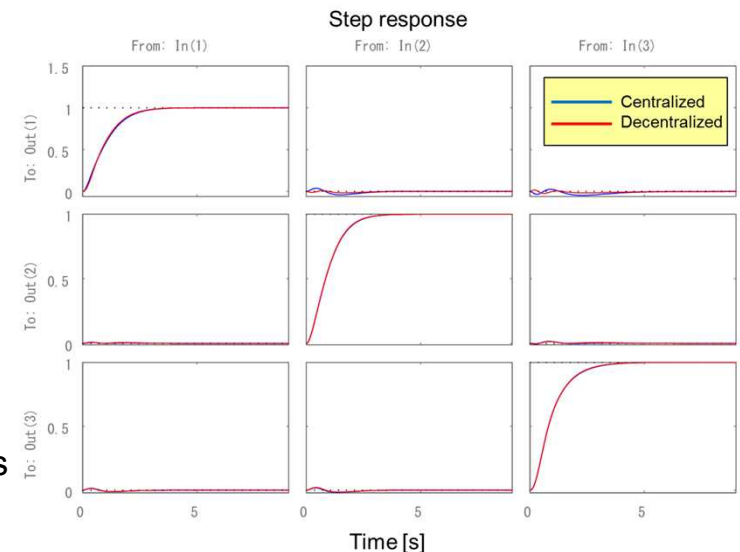 Step response
From: In(1) From: In(2) From: In(3)
To: Out(1)
1.5
1
0.5
0
Centralized
Decentralized
To: Out(2)
1
0.5
0
To: Out(3)
1
0.5
0
s
0 5 0 5 0 5
Time [s]